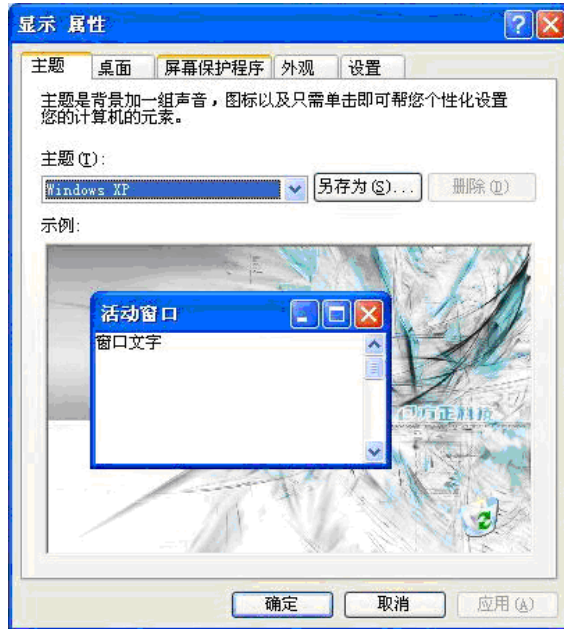 显示 属性
主题
桌面
屏幕保护程序
外观
设置
主题是背景加一组声音，图标以及只需单击即可帮您个性化设置
您的计算机的元素。
主题(T):
Windows XP
另存为(S)...
删除(D)
示例:
活动窗口
窗口文字
方正科技
确定
取消
应用(A)